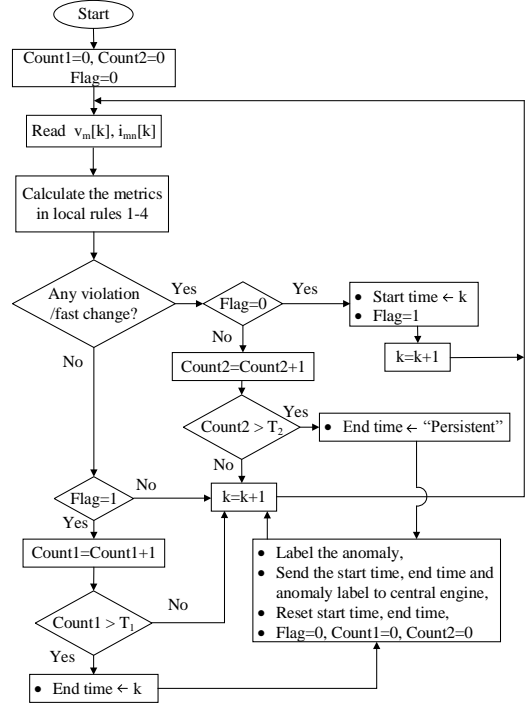 Start
Count1=0, Count2=0
Flag=0
Read vₘ[k], iₘₙ[k]
Calculate the metrics
in local rules 1-4
Any violation
/fast change?
Yes
Flag=0
Yes
• Start time ← k
• Flag=1
No
k=k+1
No
Count2=Count2+1
Count2 > T₂
Yes
• End time ← “Persistent”
No
Flag=1
No
k=k+1
Yes
Count1=Count1+1
• Label the anomaly,
• Send the start time, end time and
anomaly label to central engine,
• Reset start time, end time,
• Flag=0, Count1=0, Count2=0
Count1 > T₁
No
Yes
• End time ← k